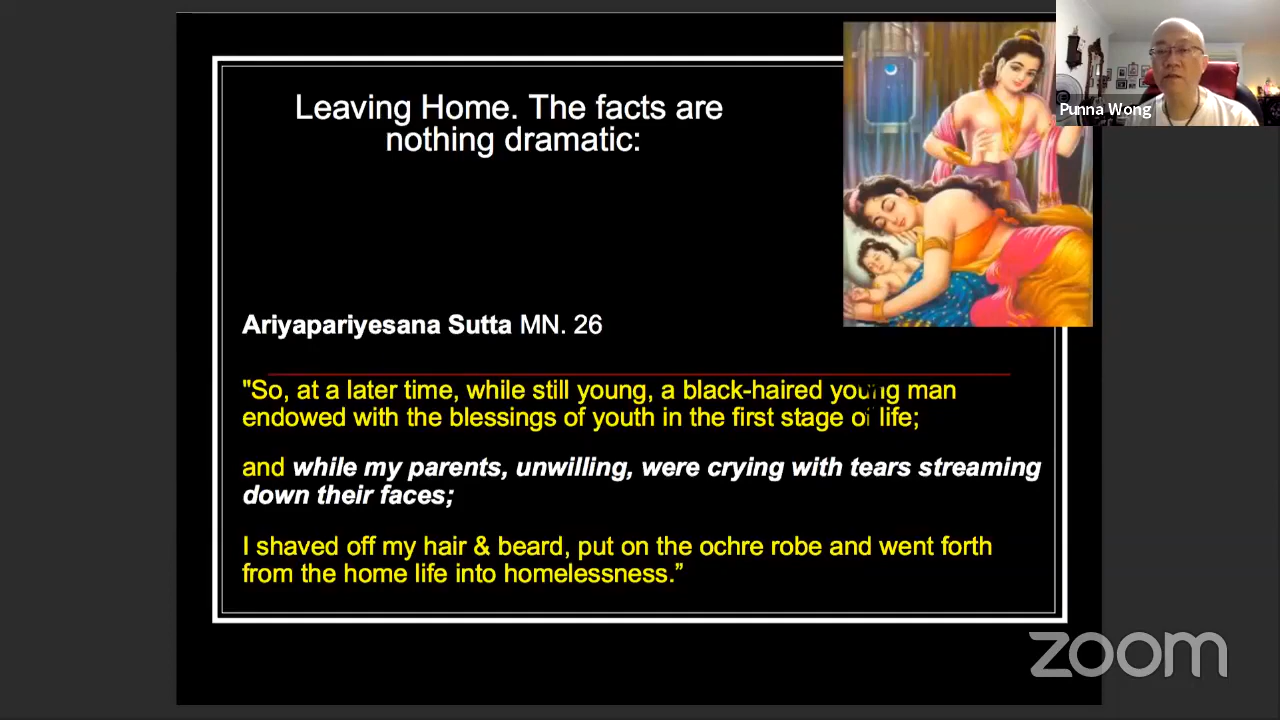 Leaving Home. The facts are
nothing dramatic:
Punna Wong
Ariyapariyesana Sutta MN. 26
"So, at a later time, while still young, a black-haired young man
endowed with the blessings of youth in the first stage of life;
and while my parents, unwilling, were crying with tears streaming
down their faces;
I shaved off my hair & beard, put on the ochre robe and went forth
from the home life into homelessness.”
zoom